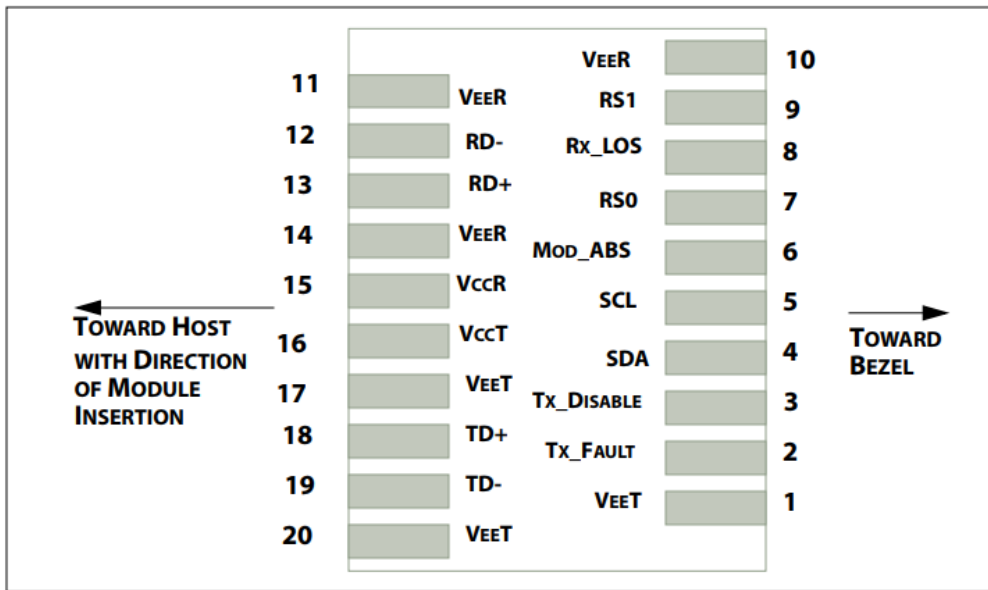 11 VEER
12 RD-
13 RD+
14 VEER
15 VCCR
16 VCCT
17 VEET
18 TD+
19 TD-
20 VEET
VEER 10
RS1 9
RX_LOS 8
RS0 7
MOD_ABS 6
SCL 5
SDA 4
TX_DISABLE 3
TX_FAULT 2
VEET 1
TOWARD HOST
WITH DIRECTION
OF MODULE
INSERTION
TOWARD
BEZEL